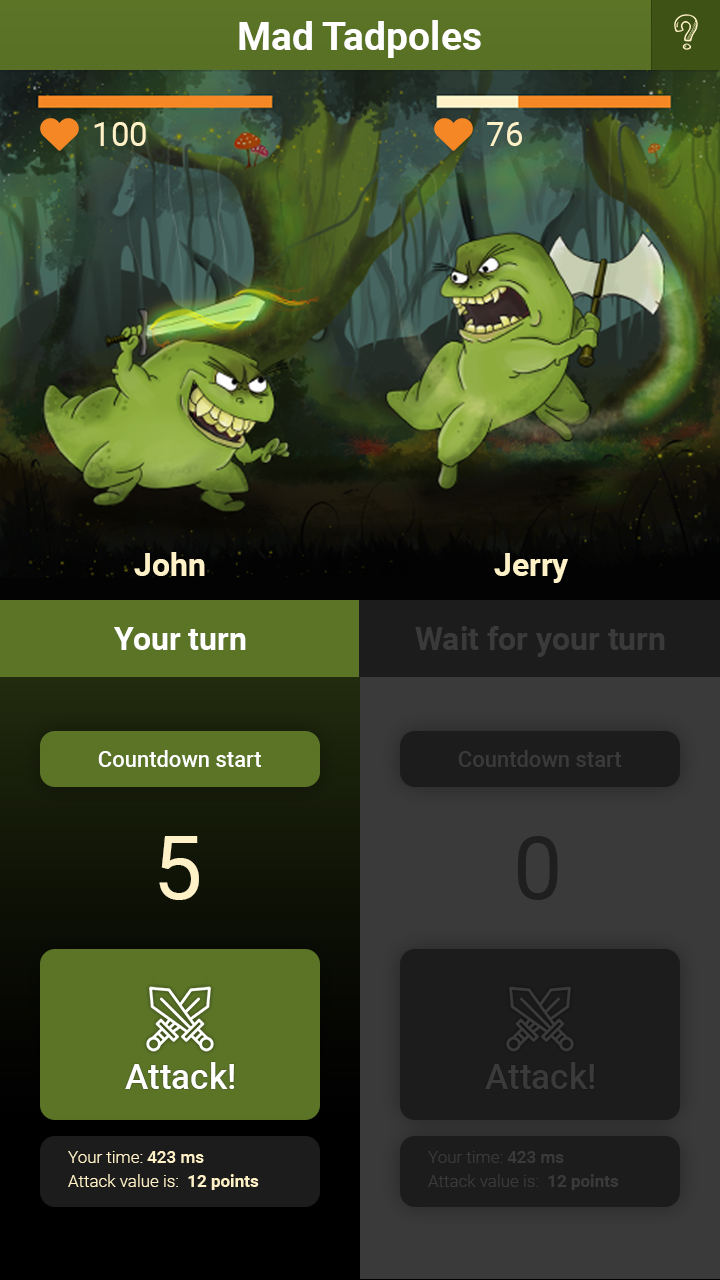 Mad Tadpoles
?
100
76
John
Jerry
Your turn
Wait for your turn
Countdown start
Countdown start
5
0
Attack!
Attack!
Your time: 423 ms
Attack value is: 12 points
Your time: 423 ms
Attack value is: 12 points